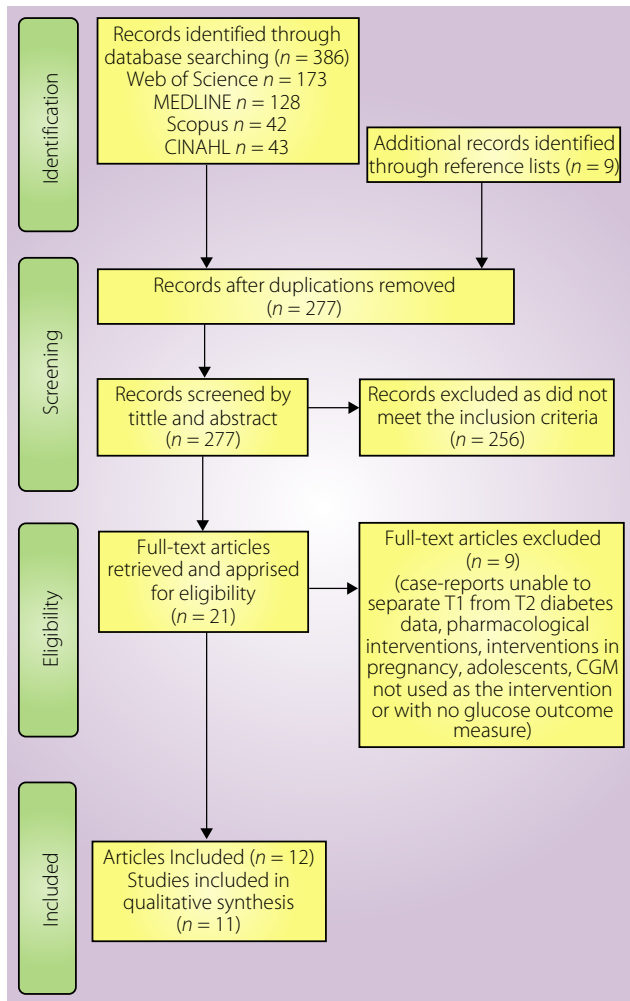 Identification
Records identified through
database searching (n = 386)
Web of Science n = 173
MEDLINE n = 128
Scopus n = 42
CINAHL n = 43
Additional records identified
through reference lists (n = 9)
Screening
Records after duplications removed
(n = 277)
Records screened by
tittle and abstract
(n = 277)
Records excluded as did not
meet the inclusion criteria
(n = 256)
Eligibility
Full-text articles
retrieved and apprised
for eligibility
(n = 21)
Full-text articles excluded
(n = 9)
(case-reports unable to
separate T1 from T2 diabetes
data, pharmacological
interventions, interventions in
pregnancy, adolescents, CGM
not used as the intervention
or with no glucose outcome
measure)
Included
Articles Included (n = 12)
Studies included in
qualitative synthesis
(n = 11)